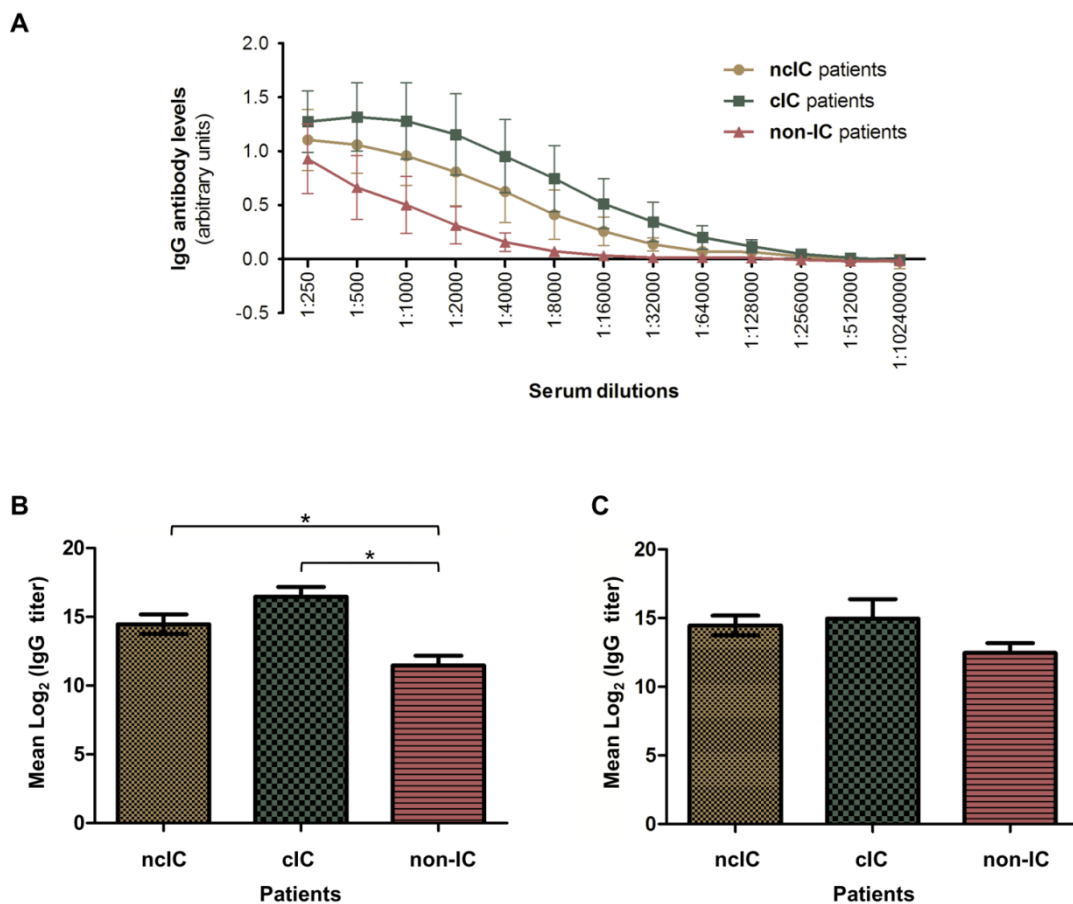 A
2.0
1.5
1.0
0.5
0.0
-0.5
IgG antibody levels
(arbitrary units)
ncIC patients
cIC patients
non-IC patients
1:250
1:500
1:1000
1:2000
1:4000
1:8000
1:16000
1:32000
1:64000
1:128000
1:256000
1:512000
1:10240000
Serum dilutions
B
*
*
20
15
10
5
0
Mean Log₂ (IgG titer)
ncIC
cIC
non-IC
Patients
C
20
15
10
5
0
Mean Log₂ (IgG titer)
ncIC
cIC
non-IC
Patients